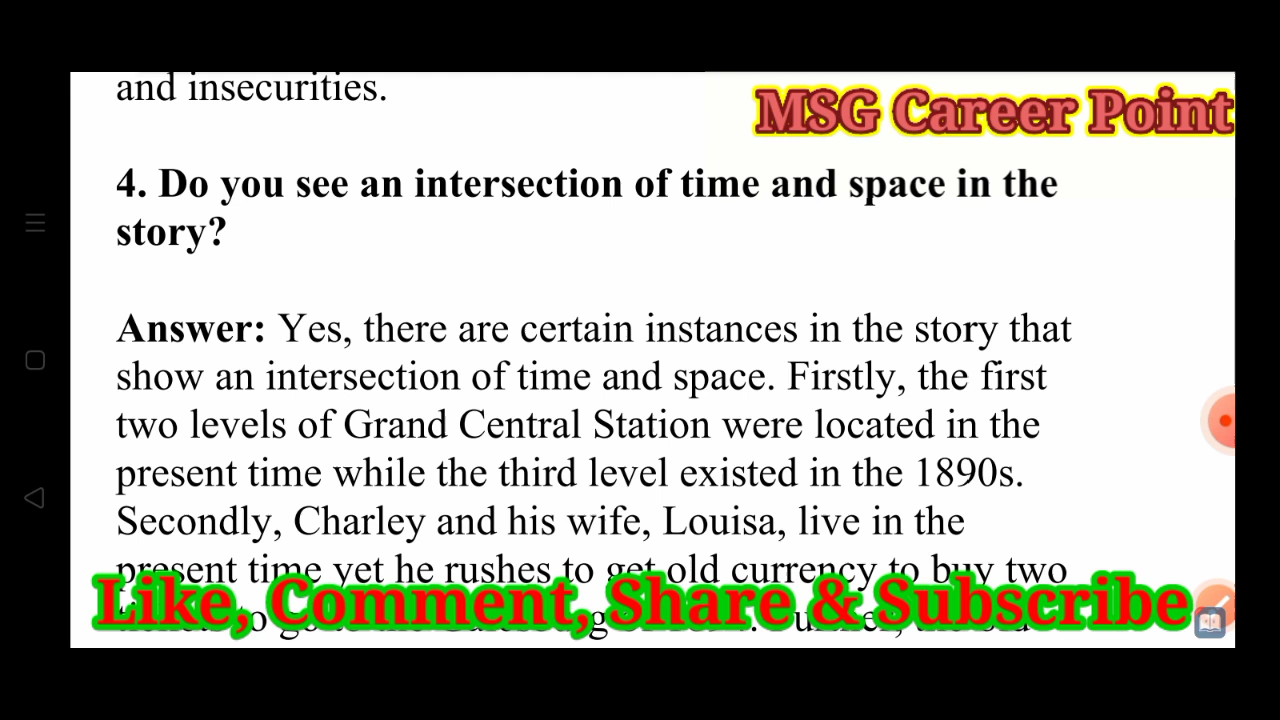 and insecurities.
MSG Career Point
4. Do you see an intersection of time and space in the
story?
Answer: Yes, there are certain instances in the story that
show an intersection of time and space. Firstly, the first
two levels of Grand Central Station were located in the
present time while the third level existed in the 1890s.
Secondly, Charley and his wife, Louisa, live in the
present time yet he rushes to get old currency to buy two
Like, Comment, Share & Subscribe